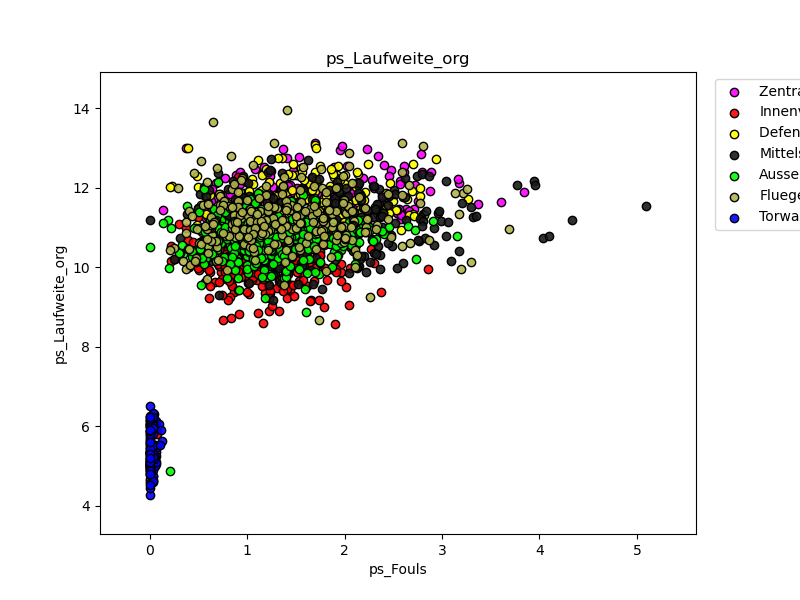 ps_Laufweite_org
14
12
10
8
6
4
ps_Laufweite_org
0 1 2 3 4 5
ps_Fouls
Zentra
Innenv
Defen
Mittels
Ausse
Fluege
Torwa